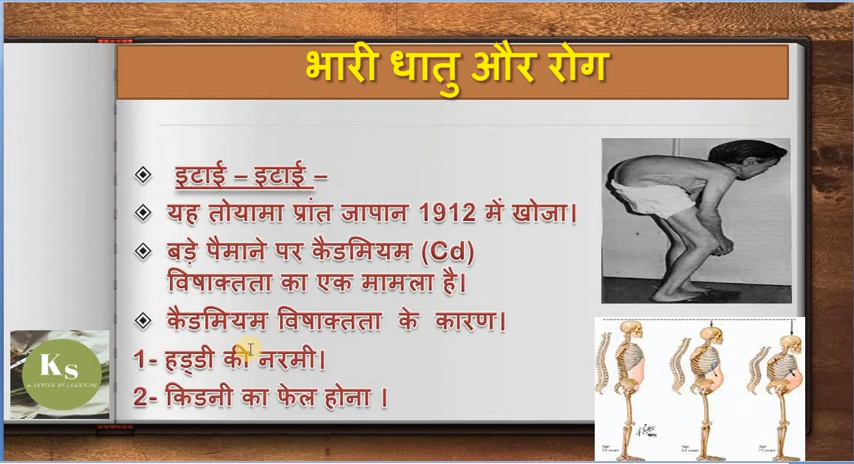 भारी धातु और रोग
इटाई – इटाई –
यह तोयामा प्रांत जापान 1912 में खोजा।
बड़े पैमाने पर कैडमियम (Cd)
विषाक्तता का एक मामला है।
कैडमियम विषाक्तता के कारण।
1- हड्डी की नरमी।
2- किडनी का फेल होना ।
Ks